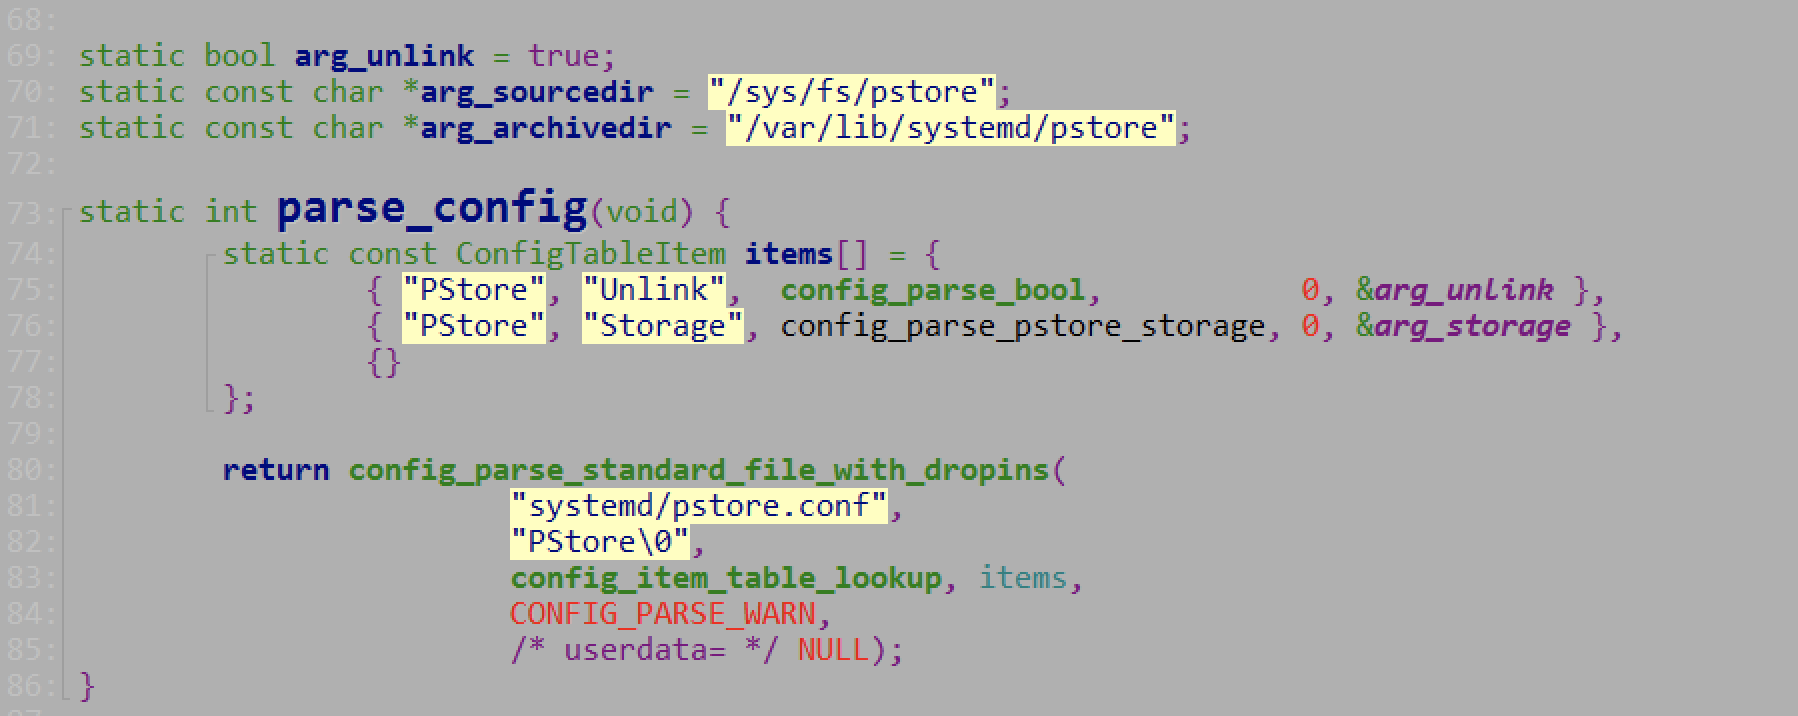 68:
69: static bool arg_unlink = true;
70: static const char *arg_sourcedir = "/sys/fs/pstore";
71: static const char *arg_archivedir = "/var/lib/systemd/pstore";
72:
73: static int parse_config(void) {
74:         static const ConfigTableItem items[] = {
75:                 { "PStore", "Unlink",  config_parse_bool,           0, &arg_unlink },
76:                 { "PStore", "Storage", config_parse_pstore_storage, 0, &arg_storage },
77:                 {}
78:         };
79:
80:         return config_parse_standard_file_with_dropins(
81:                         "systemd/pstore.conf",
82:                         "PStore\0",
83:                         config_item_table_lookup, items,
84:                         CONFIG_PARSE_WARN,
85:                         /* userdata= */ NULL);
86: }